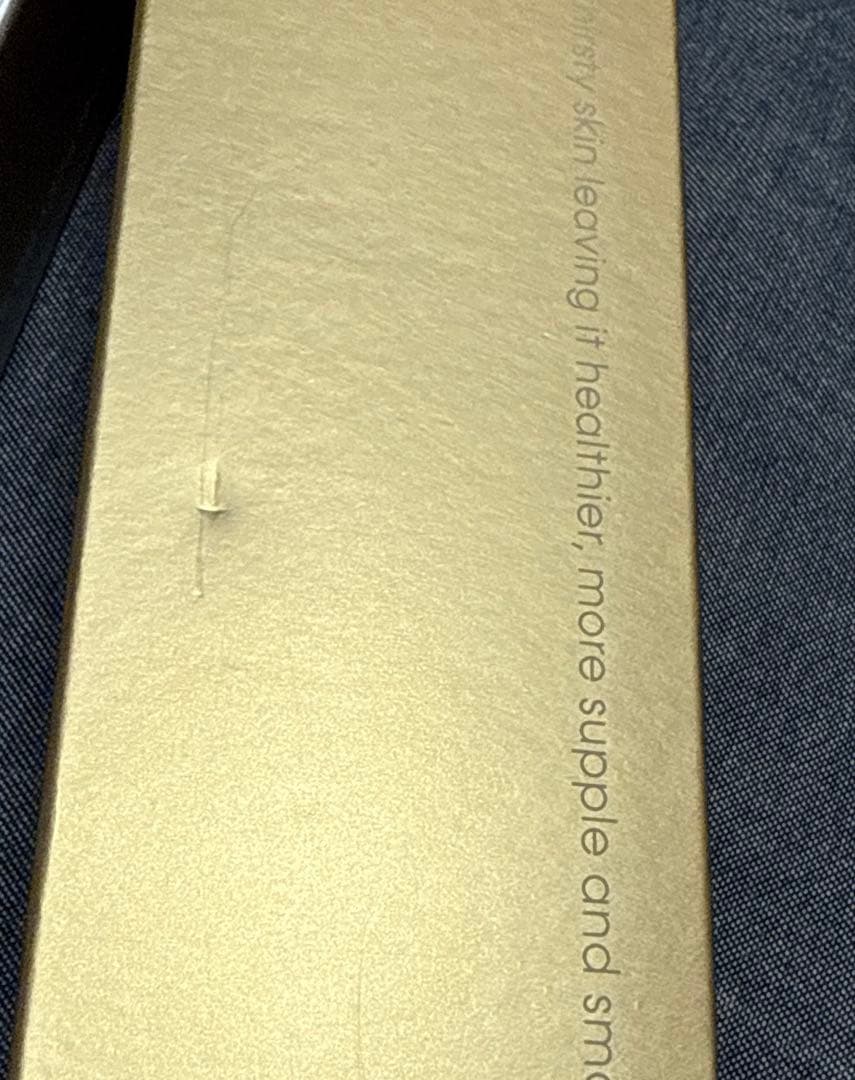 skin leaving it healthier, more supple and